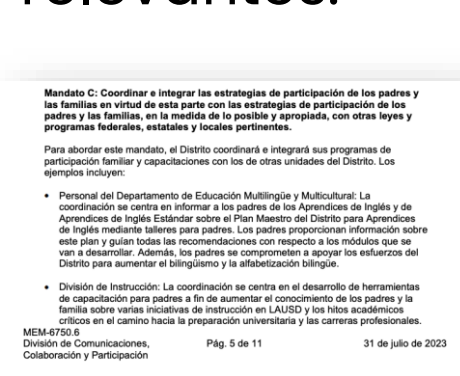 relevantes.
Mandato C: Coordinar e integrar las estrategias de participación de los padres y
las familias en virtud de esta parte con las estrategias de participación de los
padres y las familias, en la medida de lo posible y apropiada, con otras leyes y
programas federales, estatales y locales pertinentes.
Para abordar este mandato, el Distrito coordinará e integrará sus programas de
participación familiar y capacitaciones con los de otras unidades del Distrito. Los
ejemplos incluyen:
• Personal del Departamento de Educación Multilingüe y Multicultural: La
coordinación se centra en informar a los padres de los Aprendices de Inglés y de
Aprendices de Inglés Estándar sobre el Plan Maestro del Distrito para Aprendices
de Inglés mediante talleres para padres. Los padres proporcionan información sobre
este plan y guían todas las recomendaciones con respecto a los módulos que se
van a desarrollar. Además, los padres se comprometen a apoyar los esfuerzos del
Distrito para aumentar el bilingüismo y la alfabetización bilingüe.
• División de Instrucción: La coordinación se centra en el desarrollo de herramientas
de capacitación para padres a fin de aumentar el conocimiento de los padres y la
familia sobre varias iniciativas de instrucción en LAUSD y los hitos académicos
críticos en el camino hacia la preparación universitaria y las carreras profesionales.
MEM-6750.6
División de Comunicaciones, Pág. 5 de 11 31 de julio de 2023
Colaboración y Participación